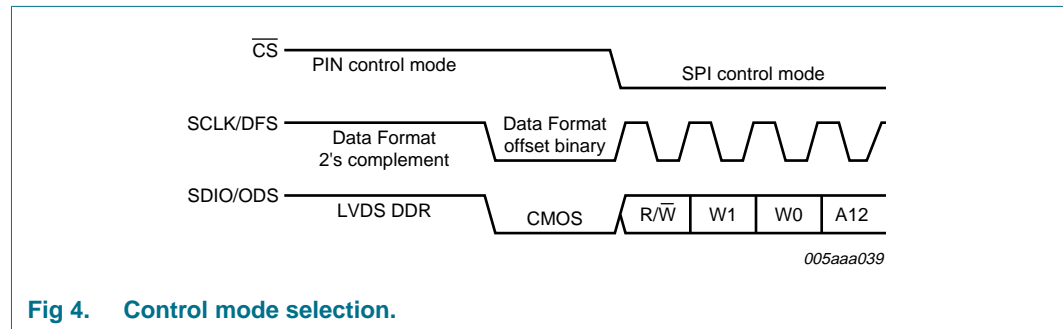 C̅S̅
PIN control mode
SPI control mode
SCLK/DFS
Data Format
2's complement
Data Format
offset binary
SDIO/ODS
LVDS DDR
CMOS
R/W̅
W1
W0
A12
005aaa039
Fig 4. Control mode selection.